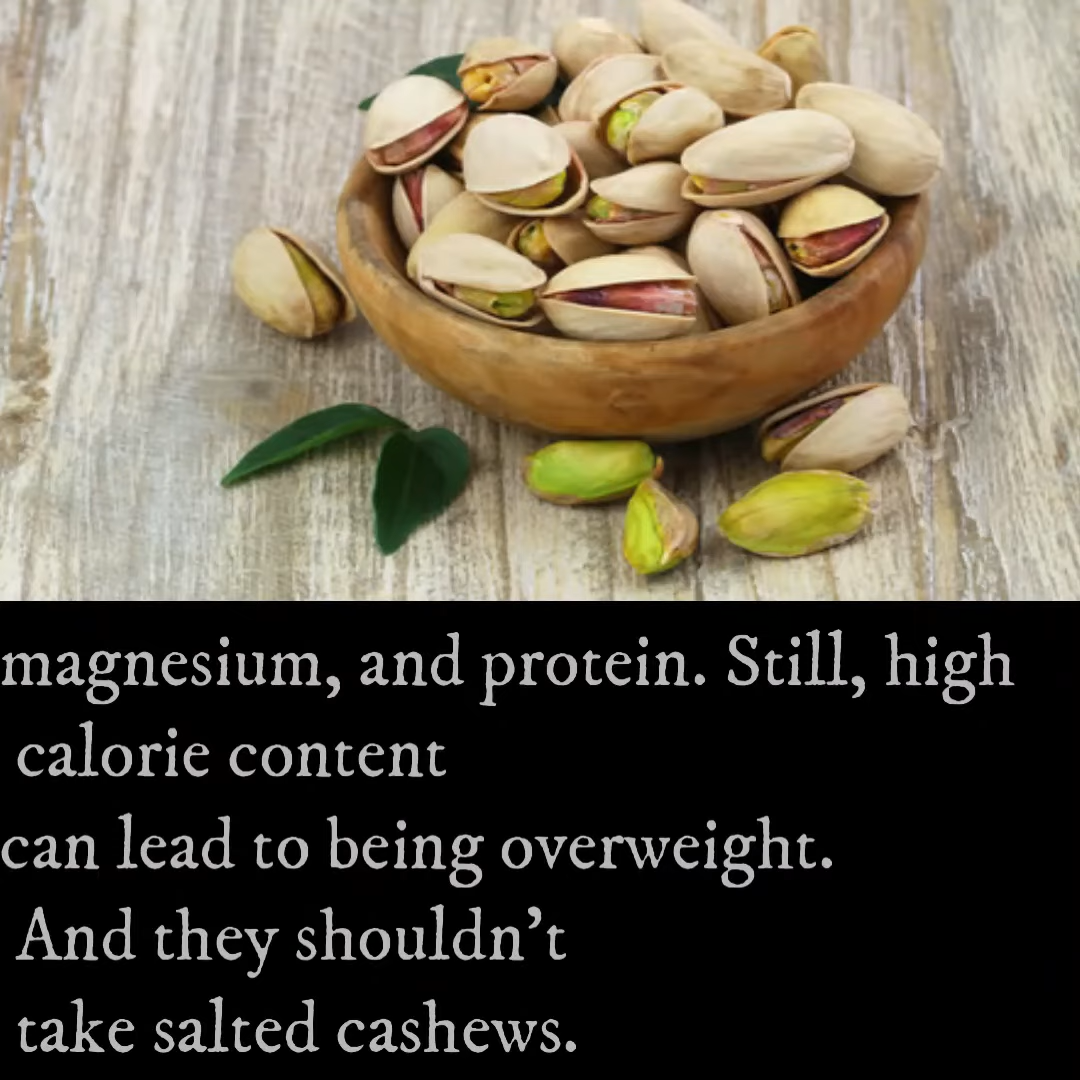 magnesium, and protein. Still, high
calorie content
can lead to being overweight.
And they shouldn't
take salted cashews.